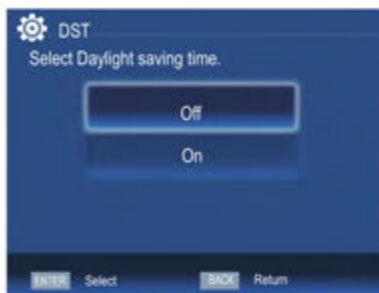 DST
Select Daylight saving time.
Off
On
ENTER Select BACK Return